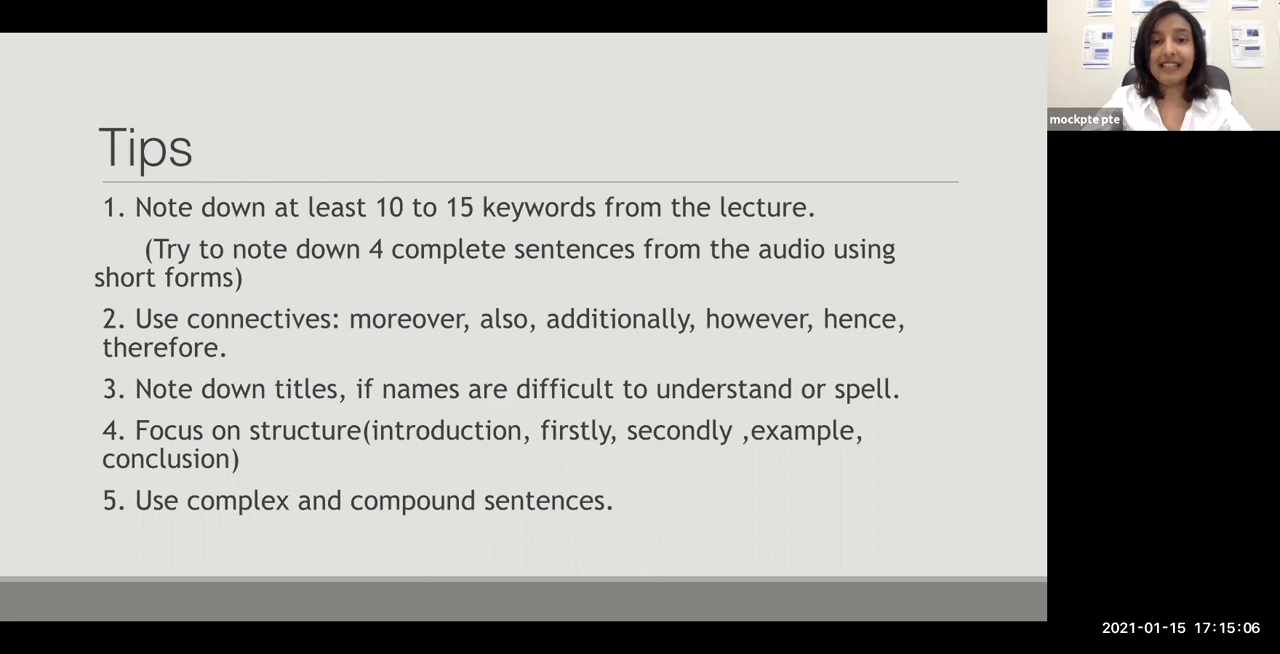 Tips
1. Note down at least 10 to 15 keywords from the lecture.
(Try to note down 4 complete sentences from the audio using
short forms)
2. Use connectives: moreover, also, additionally, however, hence,
therefore.
3. Note down titles, if names are difficult to understand or spell.
4. Focus on structure(introduction, firstly, secondly ,example,
conclusion)
5. Use complex and compound sentences.
mockpte pte
2021-01-15 17:15:06